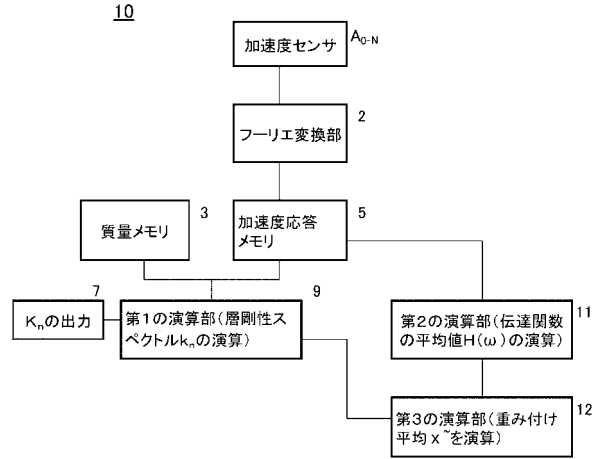 10
加速度センサ
A0-N
2
フーリエ変換部
3
質量メモリ
加速度応答
メモリ
5
7
9
Knの出力
第1の演算部(層剛性ス
ペクトルknの演算)
11
第2の演算部(伝達関数
の平均値H(ω)の演算)
12
第3の演算部(重み付け
平均x~を演算)